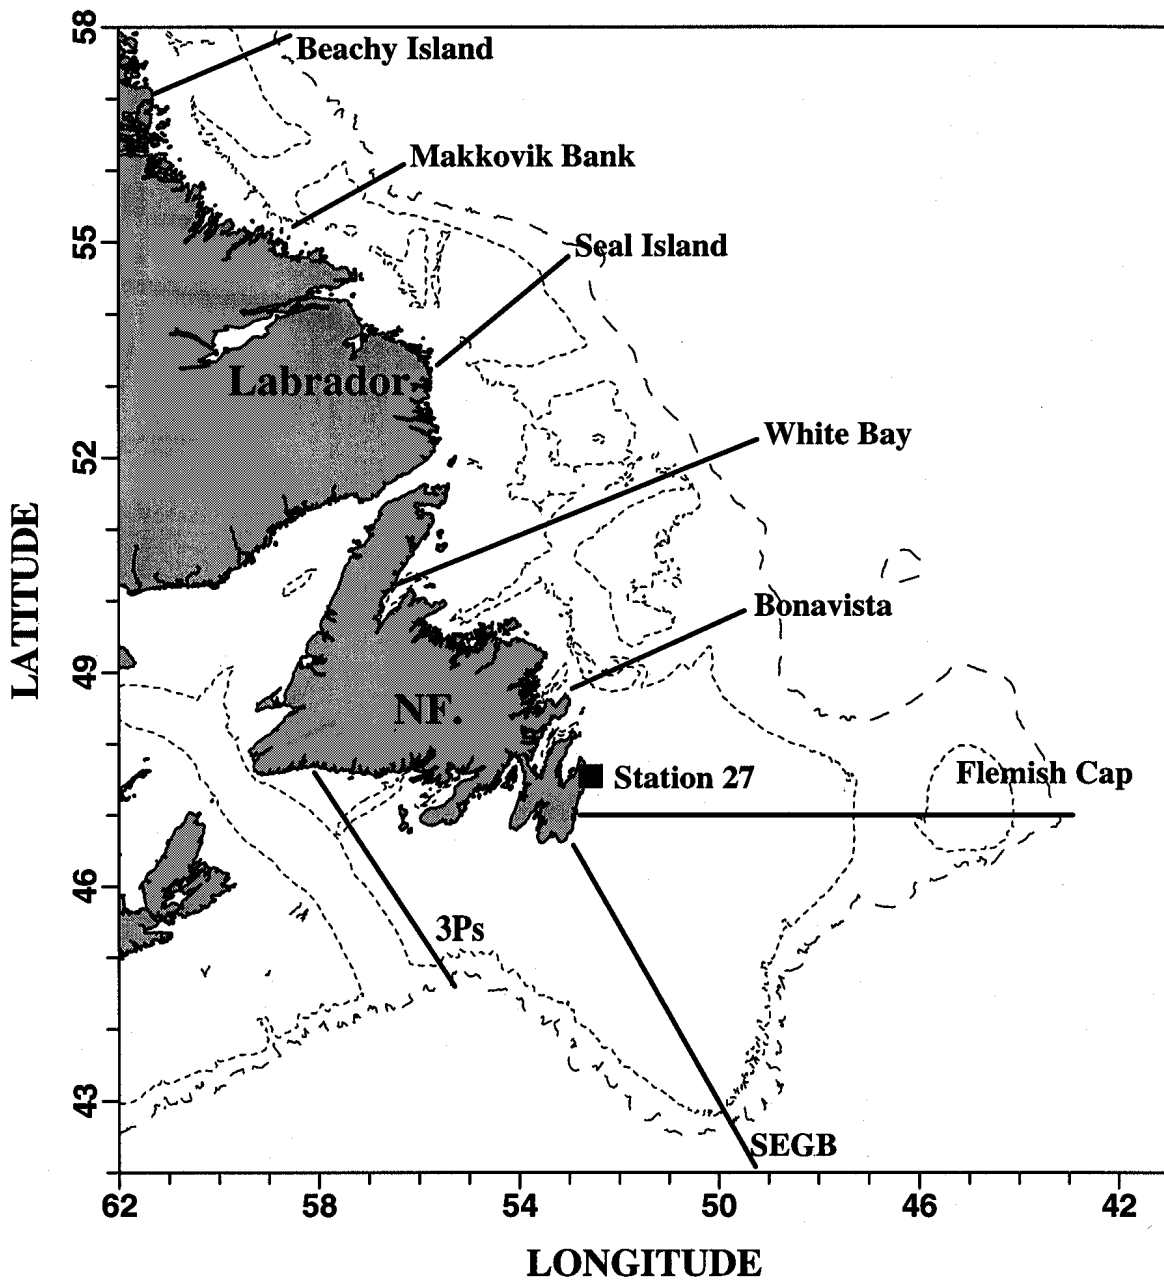 58
Beachy Island
Makkovik Bank
55
Seal Island
Labrador
White Bay
52
LATITUDE
Bonavista
49
NF.
Station 27
Flemish Cap
46
3Ps
43
SEGB
62 58 54 50 46 42
LONGITUDE